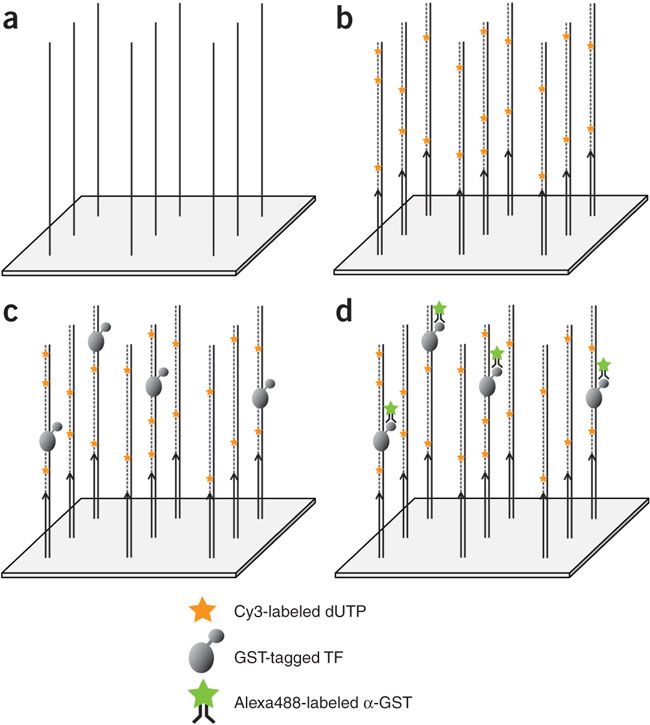 a
b
c
d
Cy3-labeled dUTP
GST-tagged TF
Alexa488-labeled α-GST